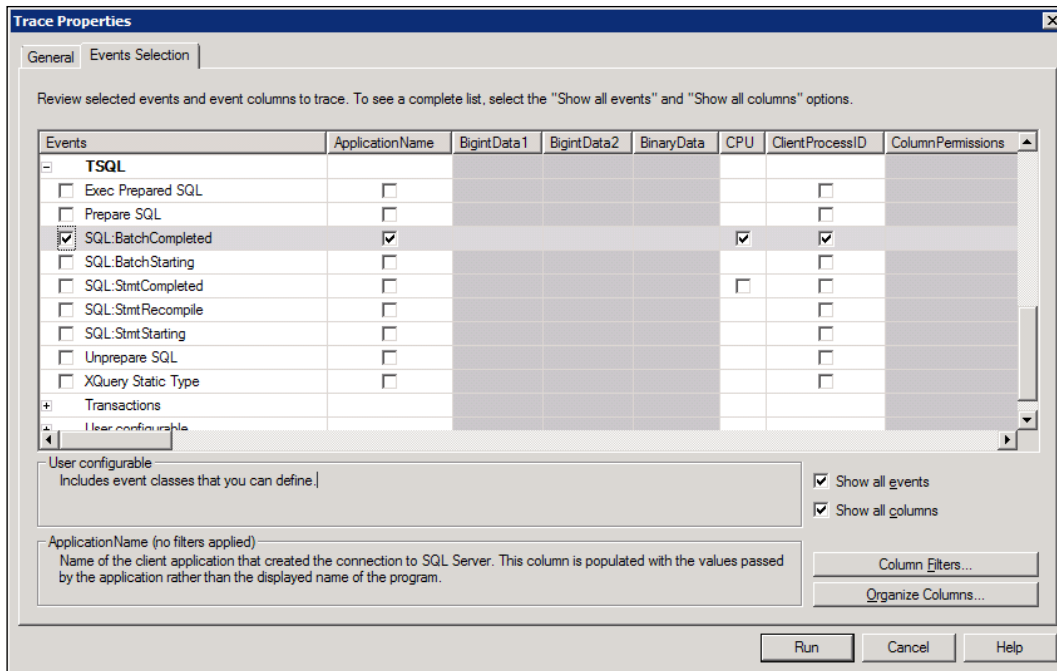 Trace Properties
General Events Selection
Review selected events and event columns to trace. To see a complete list, select the "Show all events" and "Show all columns" options.
Events ApplicationName BigintData1 BigintData2 BinaryData CPU ClientProcessID ColumnPermissions
TSQL
Exec Prepared SQL
Prepare SQL
SQL:BatchCompleted
SQL:BatchStarting
SQL:StmtCompleted
SQL:StmtRecompile
SQL:StmtStarting
Unprepare SQL
XQuery Static Type
Transactions
User configurable
User configurable
Includes event classes that you can define.
Show all events
Show all columns
ApplicationName (no filters applied)
Name of the client application that created the connection to SQL Server. This column is populated with the values passed
by the application rather than the displayed name of the program.
Column Filters...
Organize Columns...
Run Cancel Help